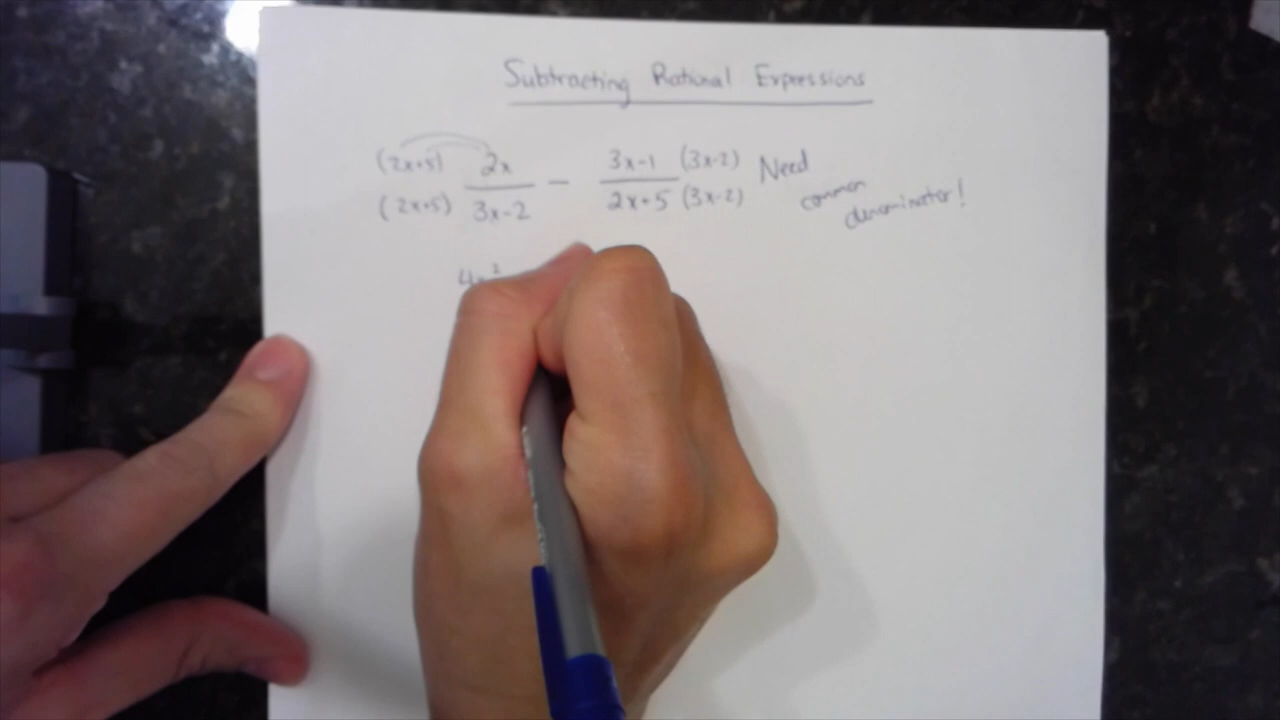 Subtracting Rational Expressions
(2x+5) 2x — 3x-1 (3x-2) Need
(2x+5) 3x-2 2x+5 (3x-2) common
denominator!
4x²